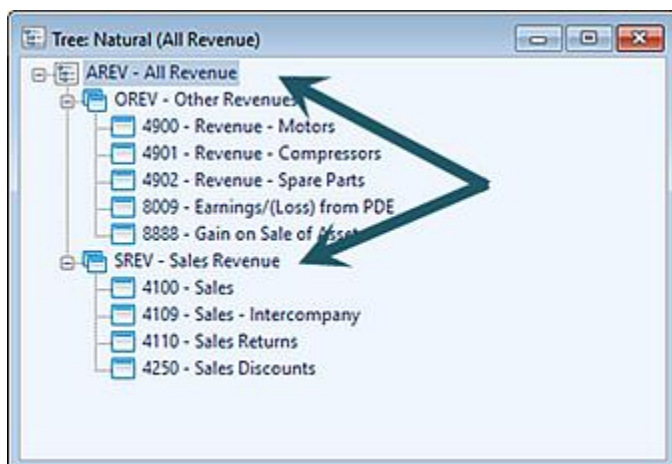 Tree: Natural (All Revenue)
AREV - All Revenue
OREV - Other Revenues
4900 - Revenue - Motors
4901 - Revenue - Compressors
4902 - Revenue - Spare Parts
8009 - Earnings/(Loss) from PDE
8888 - Gain on Sale of Asset
SREV - Sales Revenue
4100 - Sales
4109 - Sales - Intercompany
4110 - Sales Returns
4250 - Sales Discounts